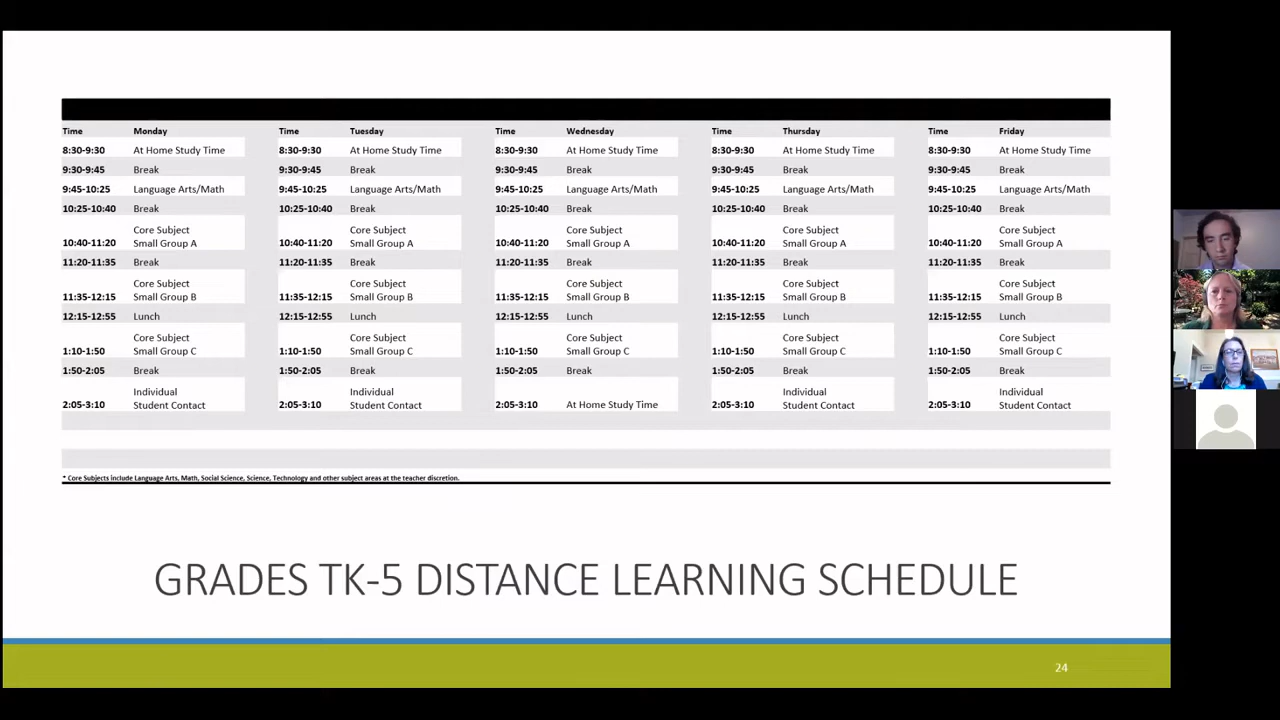 Time Monday Time Tuesday Time Wednesday Time Thursday Time Friday
8:30-9:30 At Home Study Time 8:30-9:30 At Home Study Time 8:30-9:30 At Home Study Time 8:30-9:30 At Home Study Time 8:30-9:30 At Home Study Time
9:30-9:45 Break 9:30-9:45 Break 9:30-9:45 Break 9:30-9:45 Break 9:30-9:45 Break
9:45-10:25 Language Arts/Math 9:45-10:25 Language Arts/Math 9:45-10:25 Language Arts/Math 9:45-10:25 Language Arts/Math 9:45-10:25 Language Arts/Math
10:25-10:40 Break 10:25-10:40 Break 10:25-10:40 Break 10:25-10:40 Break 10:25-10:40 Break
Core Subject Core Subject Core Subject Core Subject Core Subject
10:40-11:20 Small Group A 10:40-11:20 Small Group A 10:40-11:20 Small Group A 10:40-11:20 Small Group A 10:40-11:20 Small Group A
11:20-11:35 Break 11:20-11:35 Break 11:20-11:35 Break 11:20-11:35 Break 11:20-11:35 Break
Core Subject Core Subject Core Subject Core Subject Core Subject
11:35-12:15 Small Group B 11:35-12:15 Small Group B 11:35-12:15 Small Group B 11:35-12:15 Small Group B 11:35-12:15 Small Group B
12:15-12:55 Lunch 12:15-12:55 Lunch 12:15-12:55 Lunch 12:15-12:55 Lunch 12:15-12:55 Lunch
Core Subject Core Subject Core Subject Core Subject Core Subject
1:10-1:50 Small Group C 1:10-1:50 Small Group C 1:10-1:50 Small Group C 1:10-1:50 Small Group C 1:10-1:50 Small Group C
1:50-2:05 Break 1:50-2:05 Break 1:50-2:05 Break 1:50-2:05 Break 1:50-2:05 Break
Individual Individual Individual Individual
2:05-3:10 Student Contact 2:05-3:10 Student Contact 2:05-3:10 At Home Study Time 2:05-3:10 Student Contact 2:05-3:10 Student Contact
* Core Subjects include Language Arts, Math, Social Science, Science, Technology and other subject areas at the teacher discretion.
GRADES TK-5 DISTANCE LEARNING SCHEDULE
24